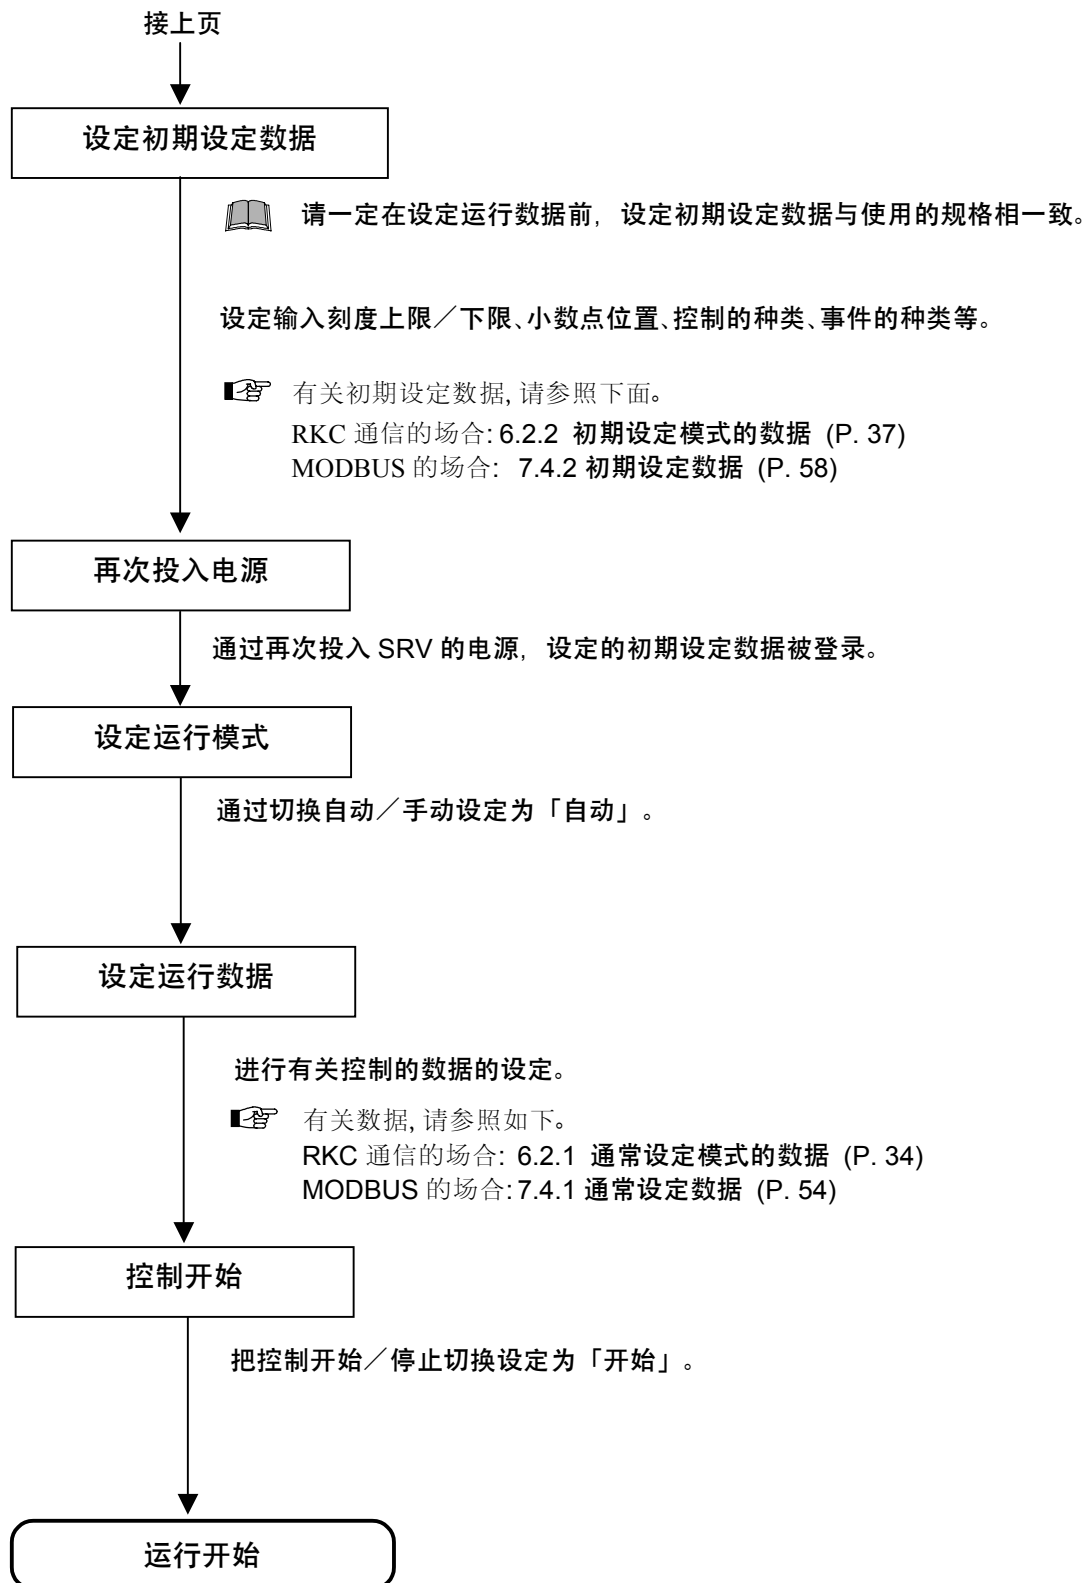 接上页
设定初期设定数据
请一定在设定运行数据前，设定初期设定数据与使用的规格相一致。
设定输入刻度上限／下限、小数点位置、控制的种类、事件的种类等。
有关初期设定数据,请参照下面。
RKC 通信的场合: 6.2.2 初期设定模式的数据 (P. 37)
MODBUS 的场合: 7.4.2 初期设定数据 (P. 58)
再次投入电源
通过再次投入 SRV 的电源，设定的初期设定数据被登录。
设定运行模式
通过切换自动／手动设定为「自动」。
设定运行数据
进行有关控制的数据的设定。
有关数据,请参照如下。
RKC 通信的场合: 6.2.1 通常设定模式的数据 (P. 34)
MODBUS 的场合: 7.4.1 通常设定数据 (P. 54)
控制开始
把控制开始／停止切换设定为「开始」。
运行开始